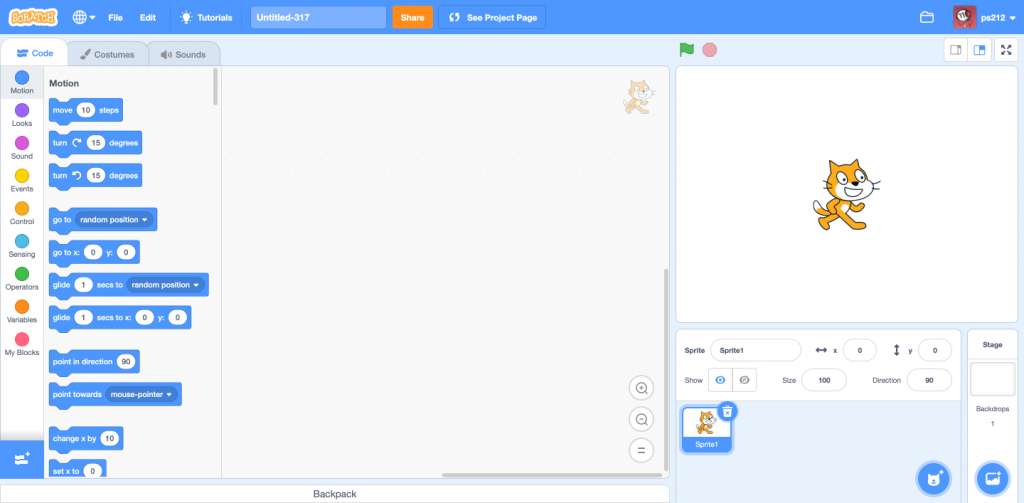 SCRATCH
File
Edit
Tutorials
Untitled-317
Share
See Project Page
ps212
Code
Costumes
Sounds
Motion
Looks
Sound
Events
Control
Sensing
Operators
Variables
My Blocks
Motion
move 10 steps
turn 15 degrees
turn 15 degrees
go to random position
go to x: 0 y: 0
glide 1 secs to random position
glide 1 secs to x: 0 y: 0
point in direction 90
point towards mouse-pointer
change x by 10
set x to 0
Backpack
Sprite Sprite1 x 0 y 0
Show Size 100 Direction 90
Sprite1
Stage
Backdrops
1